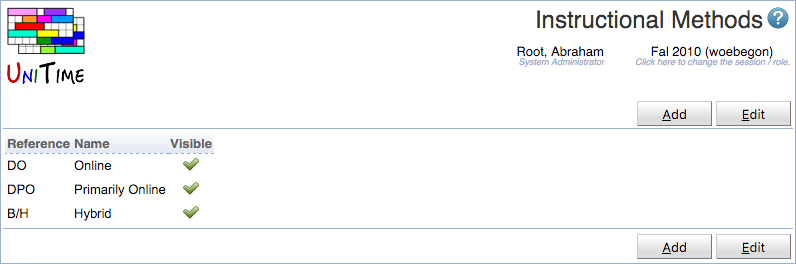 Instructional Methods ?
UNITIME
Root, Abraham
System Administrator
Fal 2010 (woebegon)
Click here to change the session / role.
Add Edit
Reference Name Visible
DO Online
DPO Primarily Online
B/H Hybrid
Add Edit